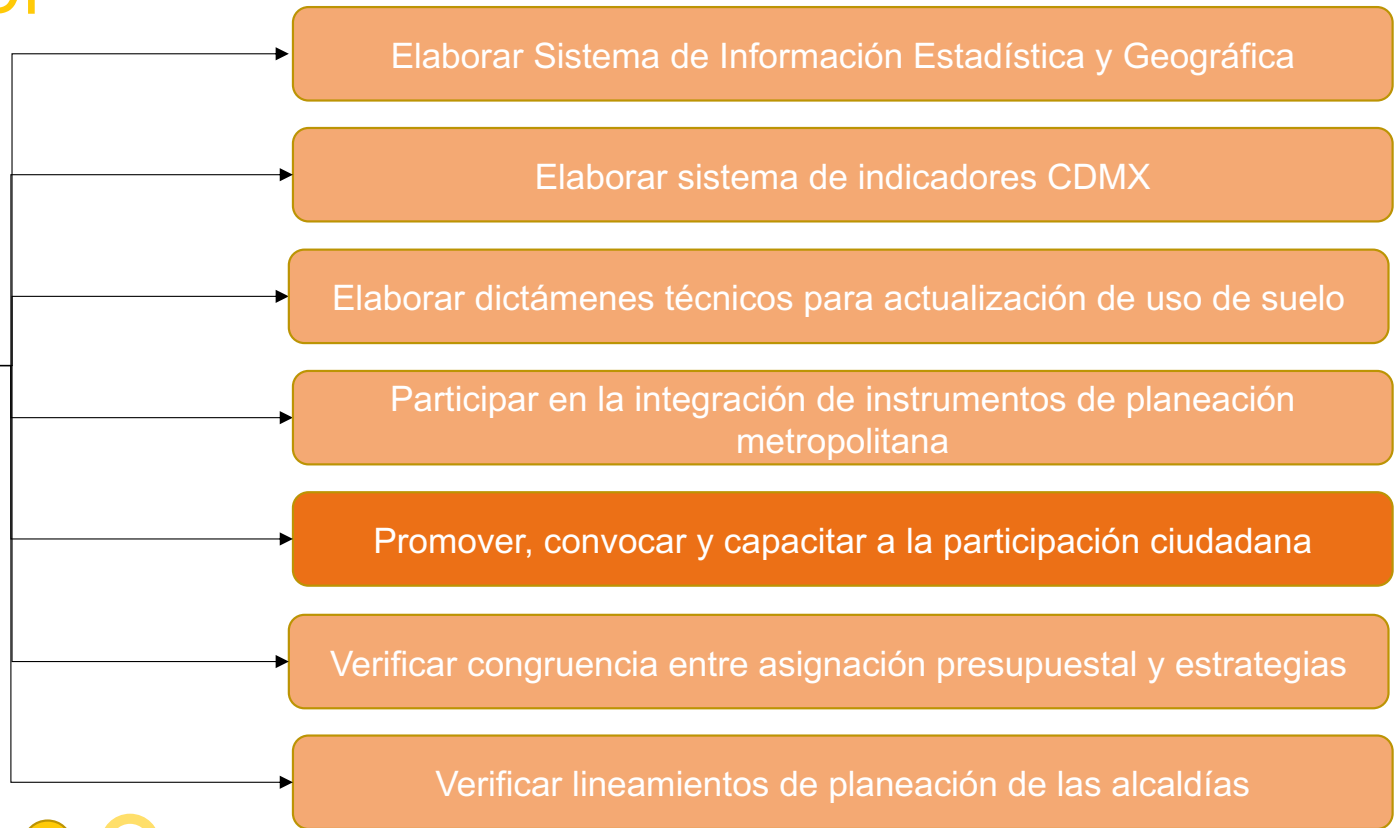 Elaborar Sistema de Información Estadística y Geográfica
Elaborar sistema de indicadores CDMX
Elaborar dictámenes técnicos para actualización de uso de suelo
Participar en la integración de instrumentos de planeación
metropolitana
Promover, convocar y capacitar a la participación ciudadana
Verificar congruencia entre asignación presupuestal y estrategias
Verificar lineamientos de planeación de las alcaldías